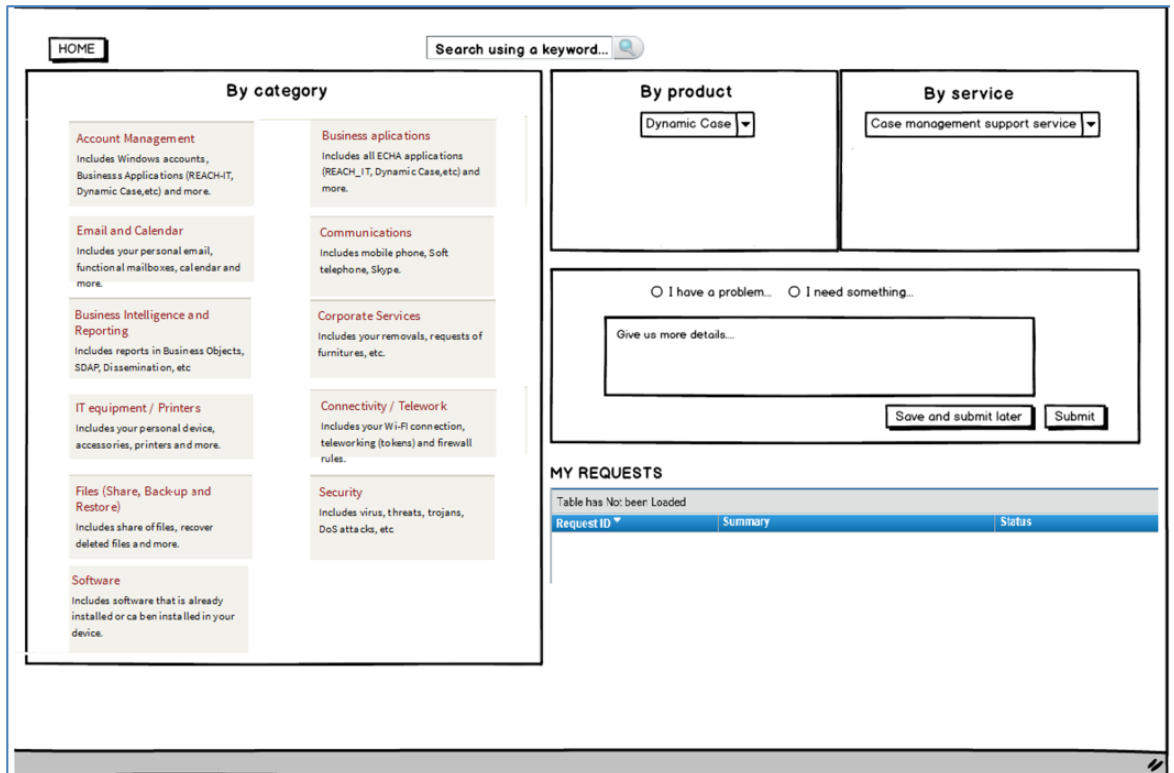 HOME
Search using a keyword...
By category
Account Management
Includes Windows accounts,
Businesss Applications (REACH-IT,
Dynamic Case,etc) and more.
Business aplications
Includes all ECHA applications
(REACH_IT, Dynamic Case,etc) and
more.
Email and Calendar
Includes your personal email,
functional mailboxes, calendar and
more.
Communications
Includes mobile phone, Soft
telephone, Skype.
Business Intelligence and
Reporting
Includes reports in Business Objects,
SDAP, Dissemination, etc
Corporate Services
Includes your removals, requests of
furnitures, etc.
IT equipment / Printers
Includes your personal device,
accessories, printers and more.
Connectivity / Telework
Includes your Wi-Fi connection,
teleworking (tokens) and firewall
rules.
Files (Share, Back-up and
Restore)
Includes share of files, recover
deleted files and more.
Security
Includes virus, threats, trojans,
DoS attacks, etc
Software
Includes software that is already
installed or ca ben installed in your
device.
By product
Dynamic Case
By service
Case management support service
I have a problem... I need something...
Give us more details....
Save and submit later Submit
MY REQUESTS
Table has Not been Loaded
Request ID Summary Status